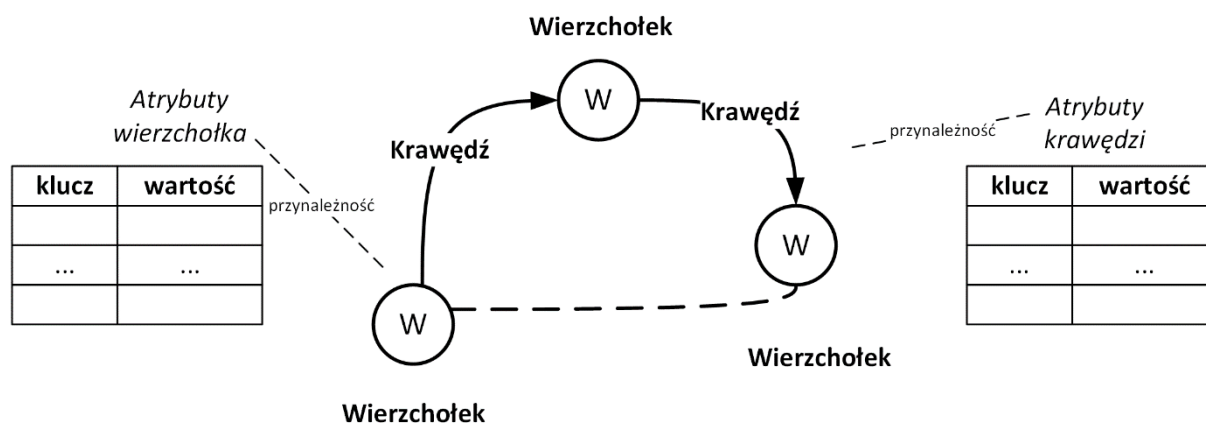 Wierzchołek
W
Krawędź
Krawędź
Atrybuty
wierzchołka
klucz wartość
... ...
przynależność
W
Wierzchołek
W
Wierzchołek
przynależność
Atrybuty
krawędzi
klucz wartość
... ...